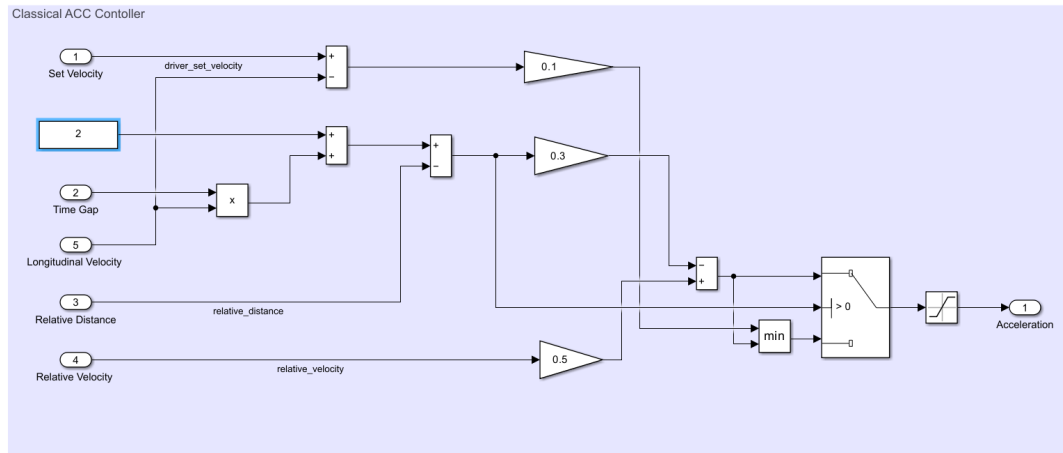 Classical ACC Contoller
1
Set Velocity
driver_set_velocity
+
−
0.1
2
+
+
+
−
0.3
2
Time Gap
x
5
Longitudinal Velocity
−
+
3
Relative Distance
relative_distance
> 0
1
Acceleration
min
4
Relative Velocity
relative_velocity
0.5